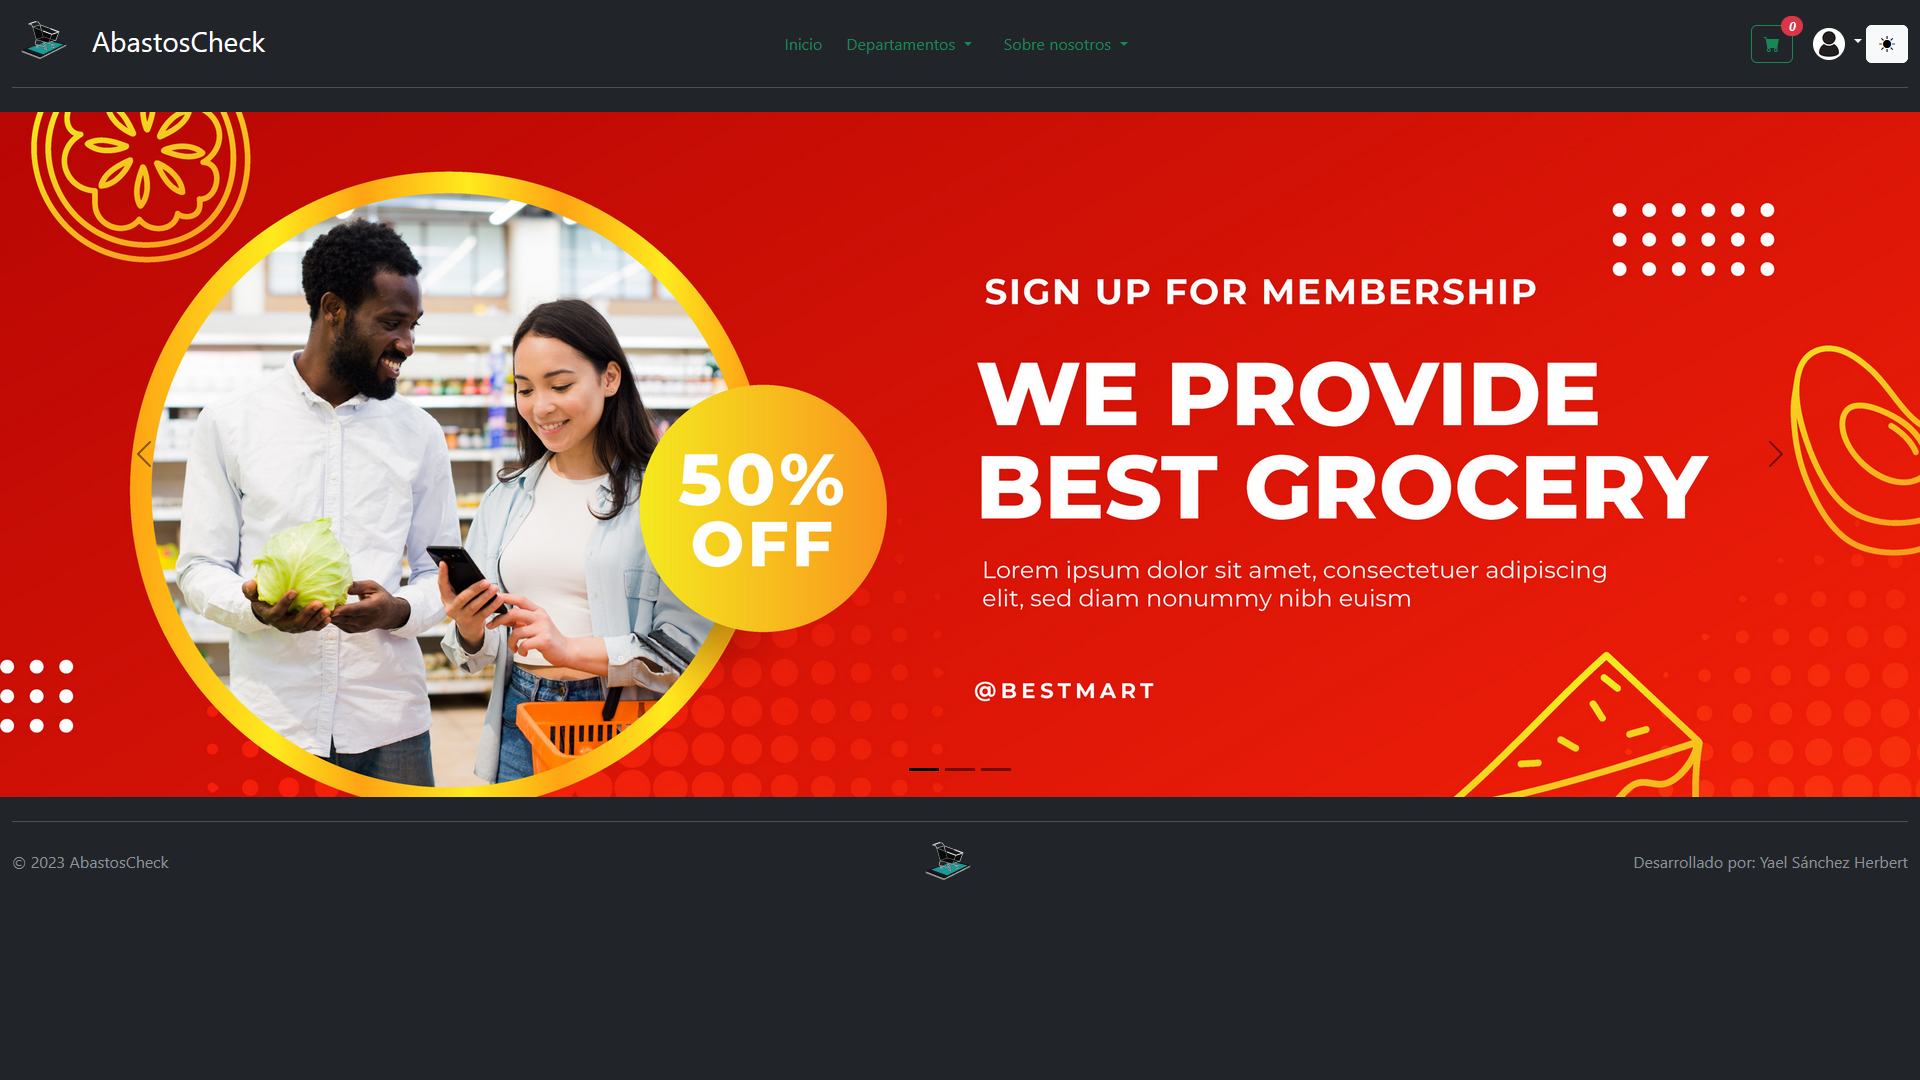 AbastosCheck
Inicio
Departamentos
Sobre nosotros
0
SIGN UP FOR MEMBERSHIP
WE PROVIDE
BEST GROCERY
50%
OFF
Lorem ipsum dolor sit amet, consectetuer adipiscing
elit, sed diam nonummy nibh euism
@BESTMART
© 2023 AbastosCheck
Desarrollado por: Yael Sánchez Herbert